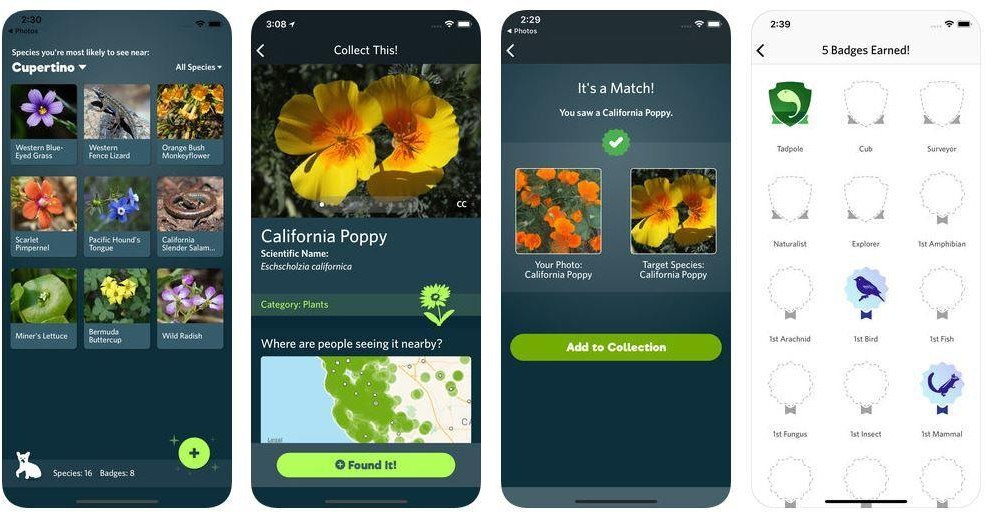 2:30
◀ Photos
Species you're most likely to see near:
Cupertino
All Species
Western Blue-
Eyed Grass
Western
Fence Lizard
Orange Bush
Monkeyflower
Scarlet
Pimpernel
Pacific Hound's
Tongue
California
Slender Salam...
Miner's Lettuce
Bermuda
Buttercup
Wild Radish
Species: 16 Badges: 8
3:08
Collect This!
CC
California Poppy
Scientific Name:
Eschscholzia californica
Category: Plants
Where are people seeing it nearby?
CA
Legal
Found It!
2:29
◀ Photos
It's a Match!
You saw a California Poppy.
Your Photo:
California Poppy
Target Species:
California Poppy
Add to Collection
2:39
5 Badges Earned!
Tadpole
Cub
Surveyor
Naturalist
Explorer
1st Amphibian
1st Arachnid
1st Bird
1st Fish
1st Fungus
1st Insect
1st Mammal